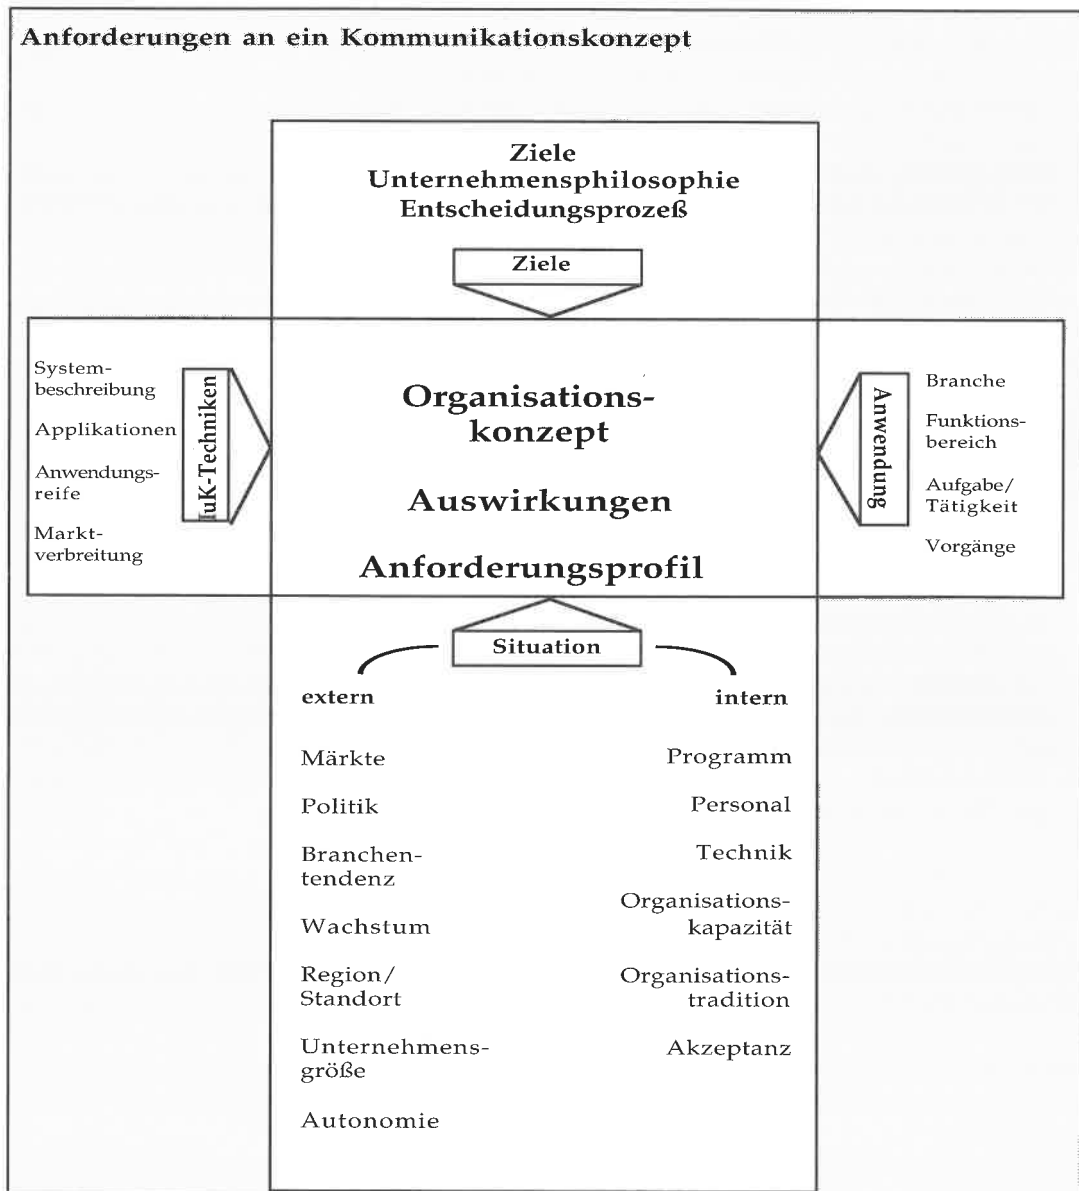 Anforderungen an ein Kommunikationskonzept
Ziele
Unternehmensphilosophie
Entscheidungsprozeß
Ziele
System-
beschreibung
Applikationen
Anwendungs-
reife
Markt-
verbreitung
IuK-Techniken
Organisations-
konzept
Auswirkungen
Anforderungsprofil
Anwendung
Branche
Funktions-
bereich
Aufgabe/
Tätigkeit
Vorgänge
Situation
extern
Märkte
Politik
Branchen-
tendenz
Wachstum
Region/
Standort
Unternehmens-
größe
Autonomie
intern
Programm
Personal
Technik
Organisations-
kapazität
Organisations-
tradition
Akzeptanz